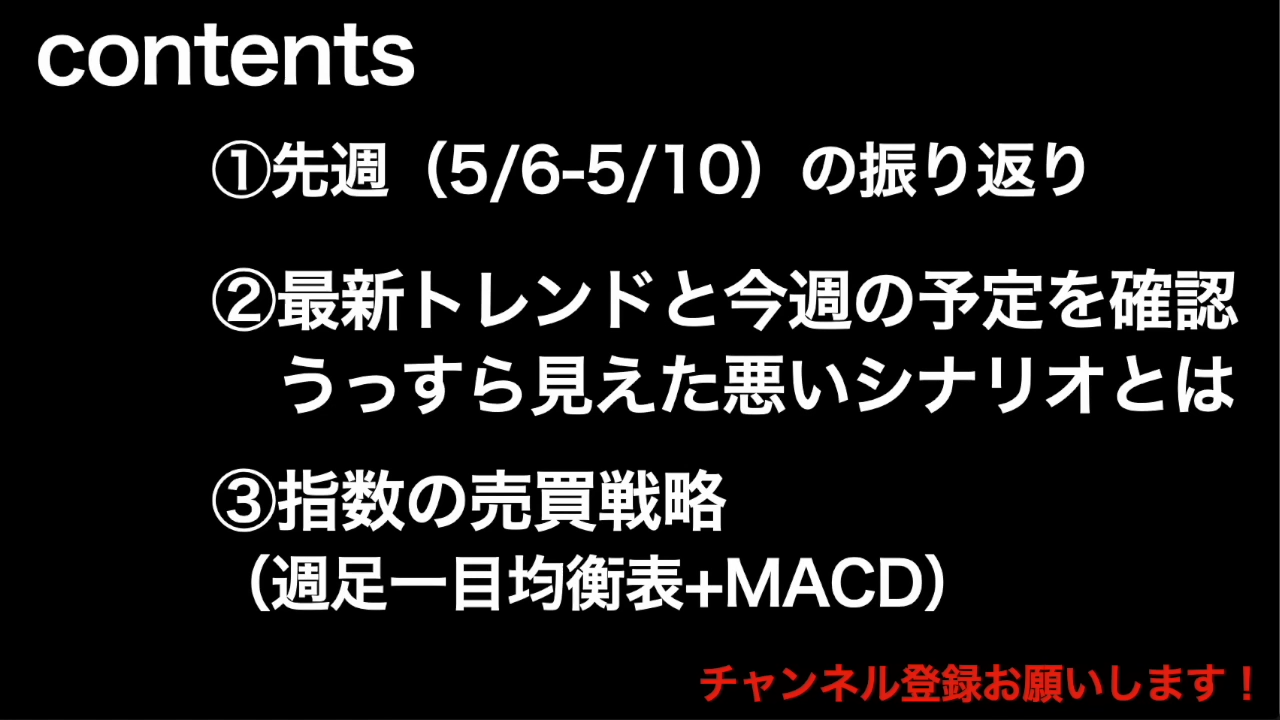 contents
①先週（5/6-5/10）の振り返り
②最新トレンドと今週の予定を確認
うっすら見えた悪いシナリオとは
③指数の売買戦略
（週足一目均衡表+MACD）
チャンネル登録お願いします！